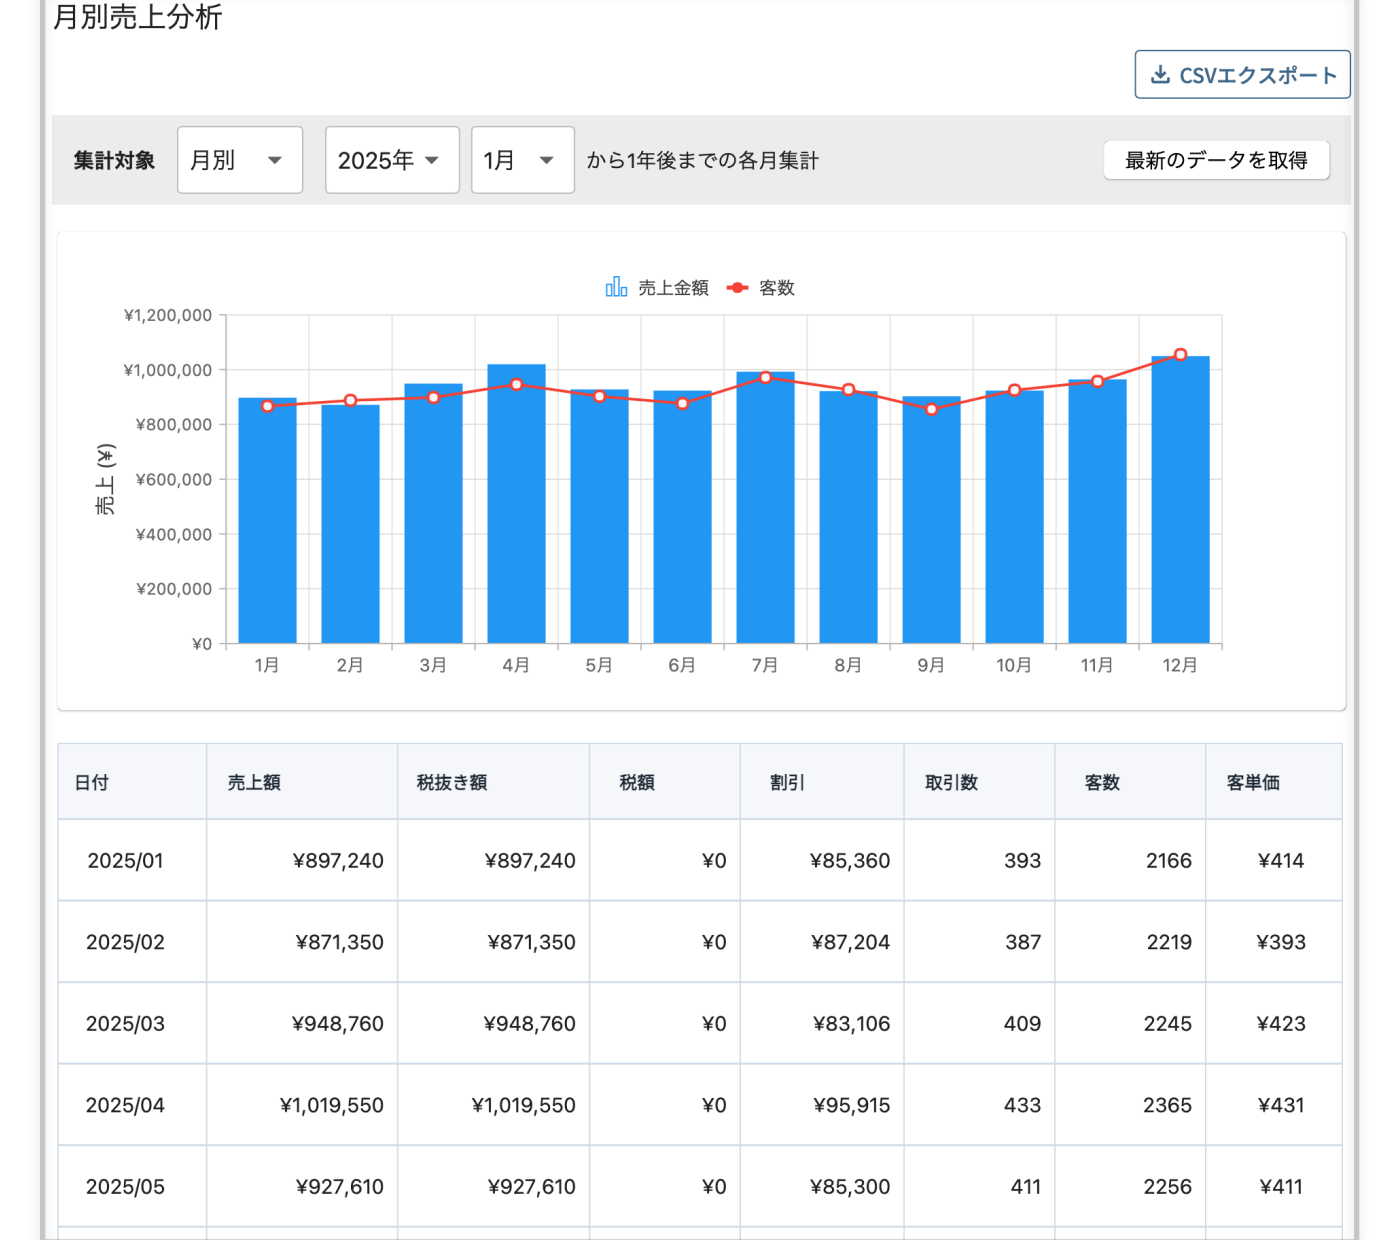 月別売上分析
CSVエクスポート
集計対象 月別 2025年 1月 から1年後までの各月集計 最新のデータを取得
売上金額 客数
¥1,200,000
¥1,000,000
¥800,000
¥600,000
¥400,000
¥200,000
¥0
売上 (¥)
1月 2月 3月 4月 5月 6月 7月 8月 9月 10月 11月 12月
日付 売上額 税抜き額 税額 割引 取引数 客数 客単価
2025/01 ¥897,240 ¥897,240 ¥0 ¥85,360 393 2166 ¥414
2025/02 ¥871,350 ¥871,350 ¥0 ¥87,204 387 2219 ¥393
2025/03 ¥948,760 ¥948,760 ¥0 ¥83,106 409 2245 ¥423
2025/04 ¥1,019,550 ¥1,019,550 ¥0 ¥95,915 433 2365 ¥431
2025/05 ¥927,610 ¥927,610 ¥0 ¥85,300 411 2256 ¥411